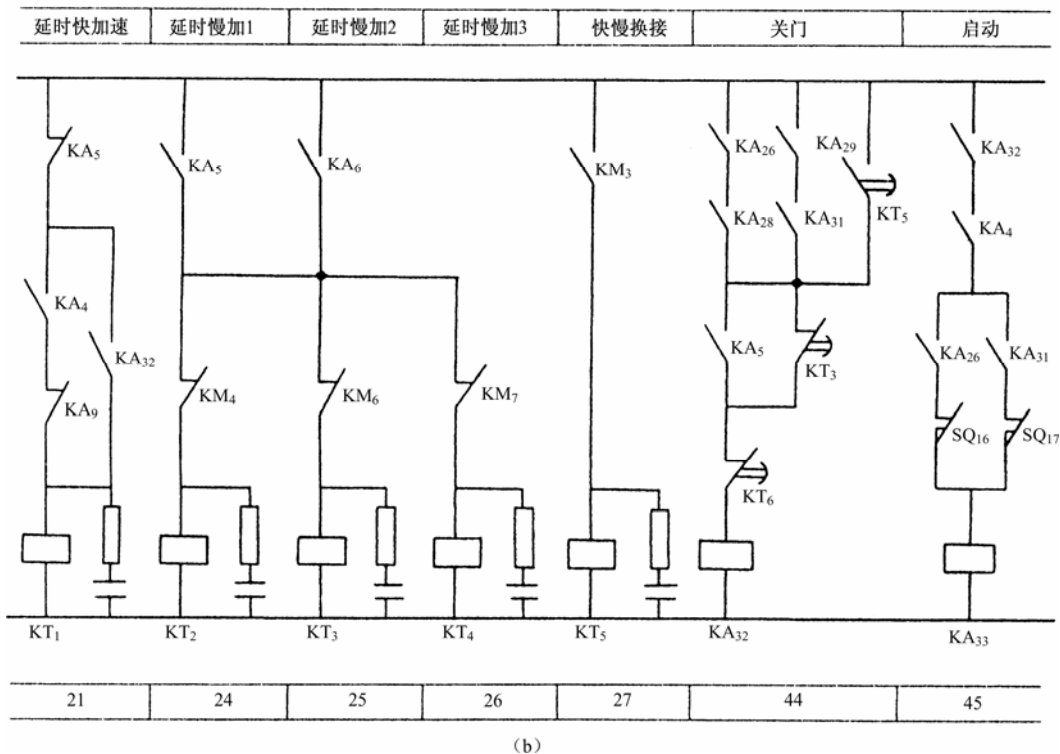 延时快加速 延时慢加1 延时慢加2 延时慢加3 快慢换接 关门 启动
KA5 KA5 KA6 KM3 KA26 KA29 KT5 KA32
KA28 KA31 KA4
KA4 KA32 KA5 KT3 KA26 KA31
KA9 KM4 KM6 KM7 SQ16 SQ17
KT6
KT1 KT2 KT3 KT4 KT5 KA32 KA33
21 24 25 26 27 44 45
(b)